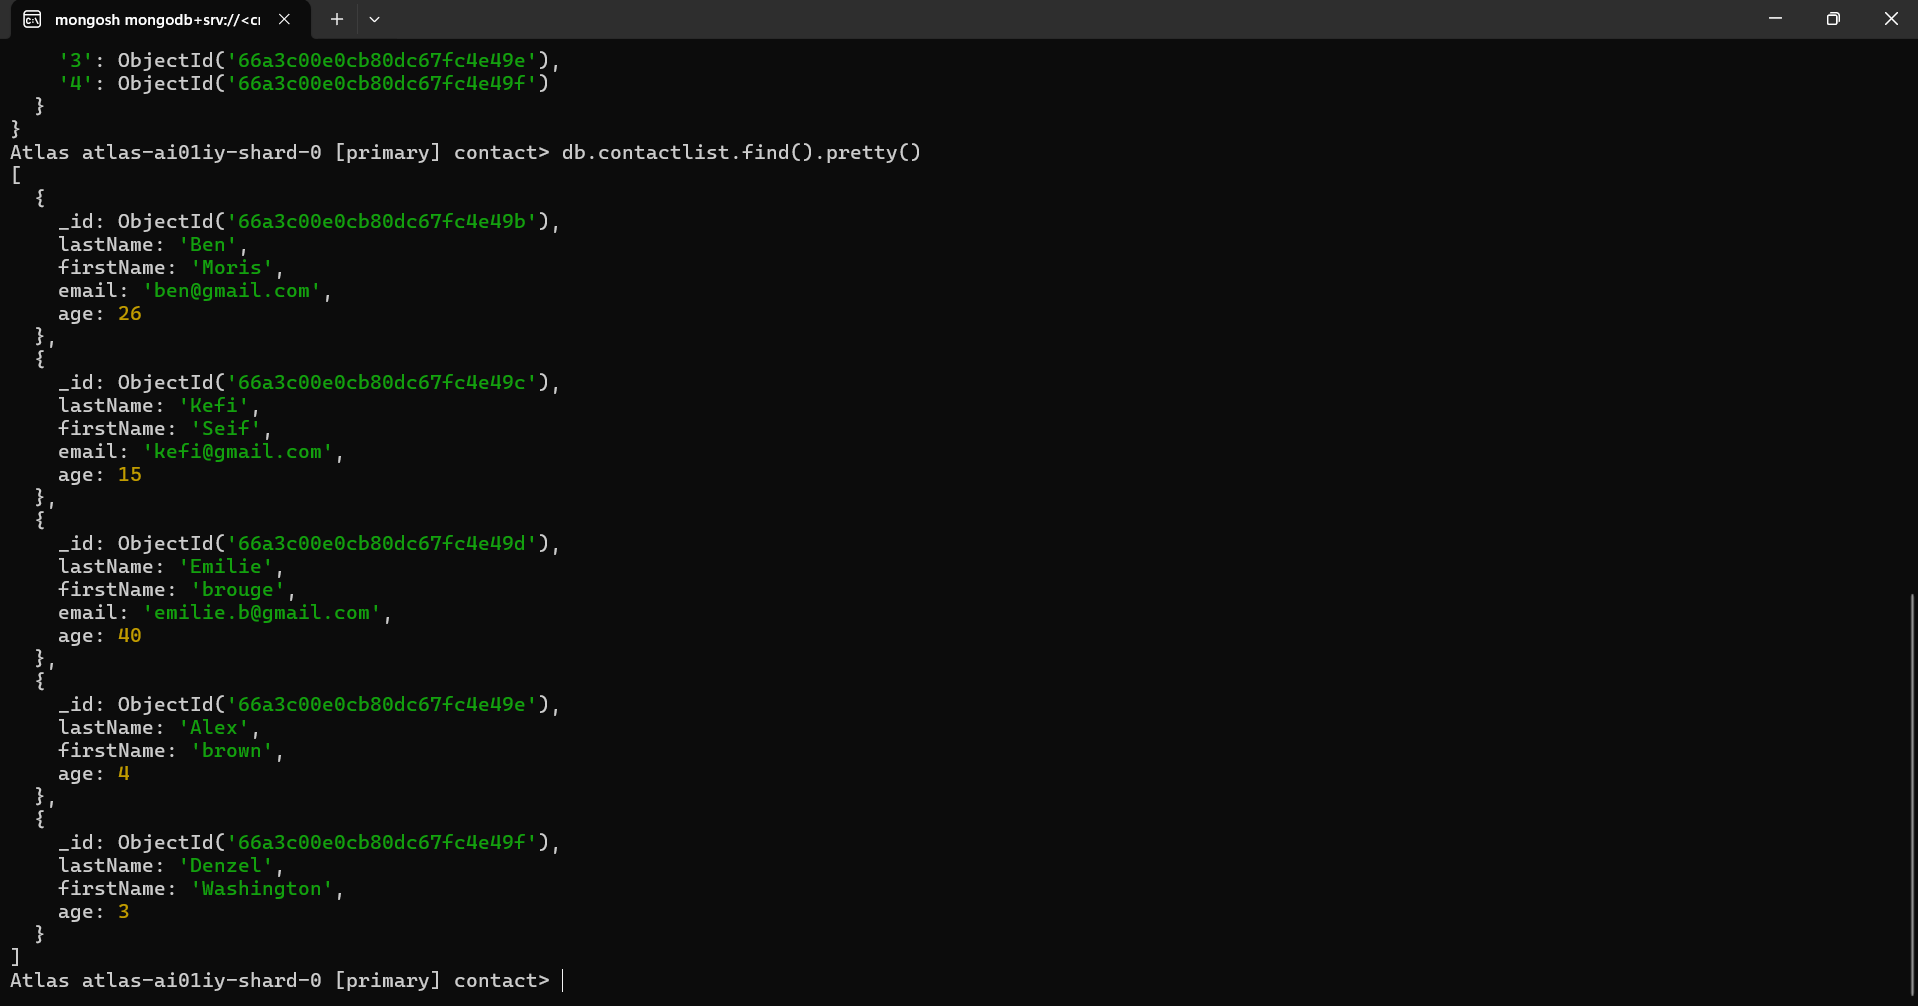 mongosh mongodb+srv://<cr
    '3': ObjectId('66a3c00e0cb80dc67fc4e49e'),
    '4': ObjectId('66a3c00e0cb80dc67fc4e49f')
  }
}
Atlas atlas-ai01iy-shard-0 [primary] contact> db.contactlist.find().pretty()
[
  {
    _id: ObjectId('66a3c00e0cb80dc67fc4e49b'),
    lastName: 'Ben',
    firstName: 'Moris',
    email: 'ben@gmail.com',
    age: 26
  },
  {
    _id: ObjectId('66a3c00e0cb80dc67fc4e49c'),
    lastName: 'Kefi',
    firstName: 'Seif',
    email: 'kefi@gmail.com',
    age: 15
  },
  {
    _id: ObjectId('66a3c00e0cb80dc67fc4e49d'),
    lastName: 'Emilie',
    firstName: 'brouge',
    email: 'emilie.b@gmail.com',
    age: 40
  },
  {
    _id: ObjectId('66a3c00e0cb80dc67fc4e49e'),
    lastName: 'Alex',
    firstName: 'brown',
    age: 4
  },
  {
    _id: ObjectId('66a3c00e0cb80dc67fc4e49f'),
    lastName: 'Denzel',
    firstName: 'Washington',
    age: 3
  }
]
Atlas atlas-ai01iy-shard-0 [primary] contact>